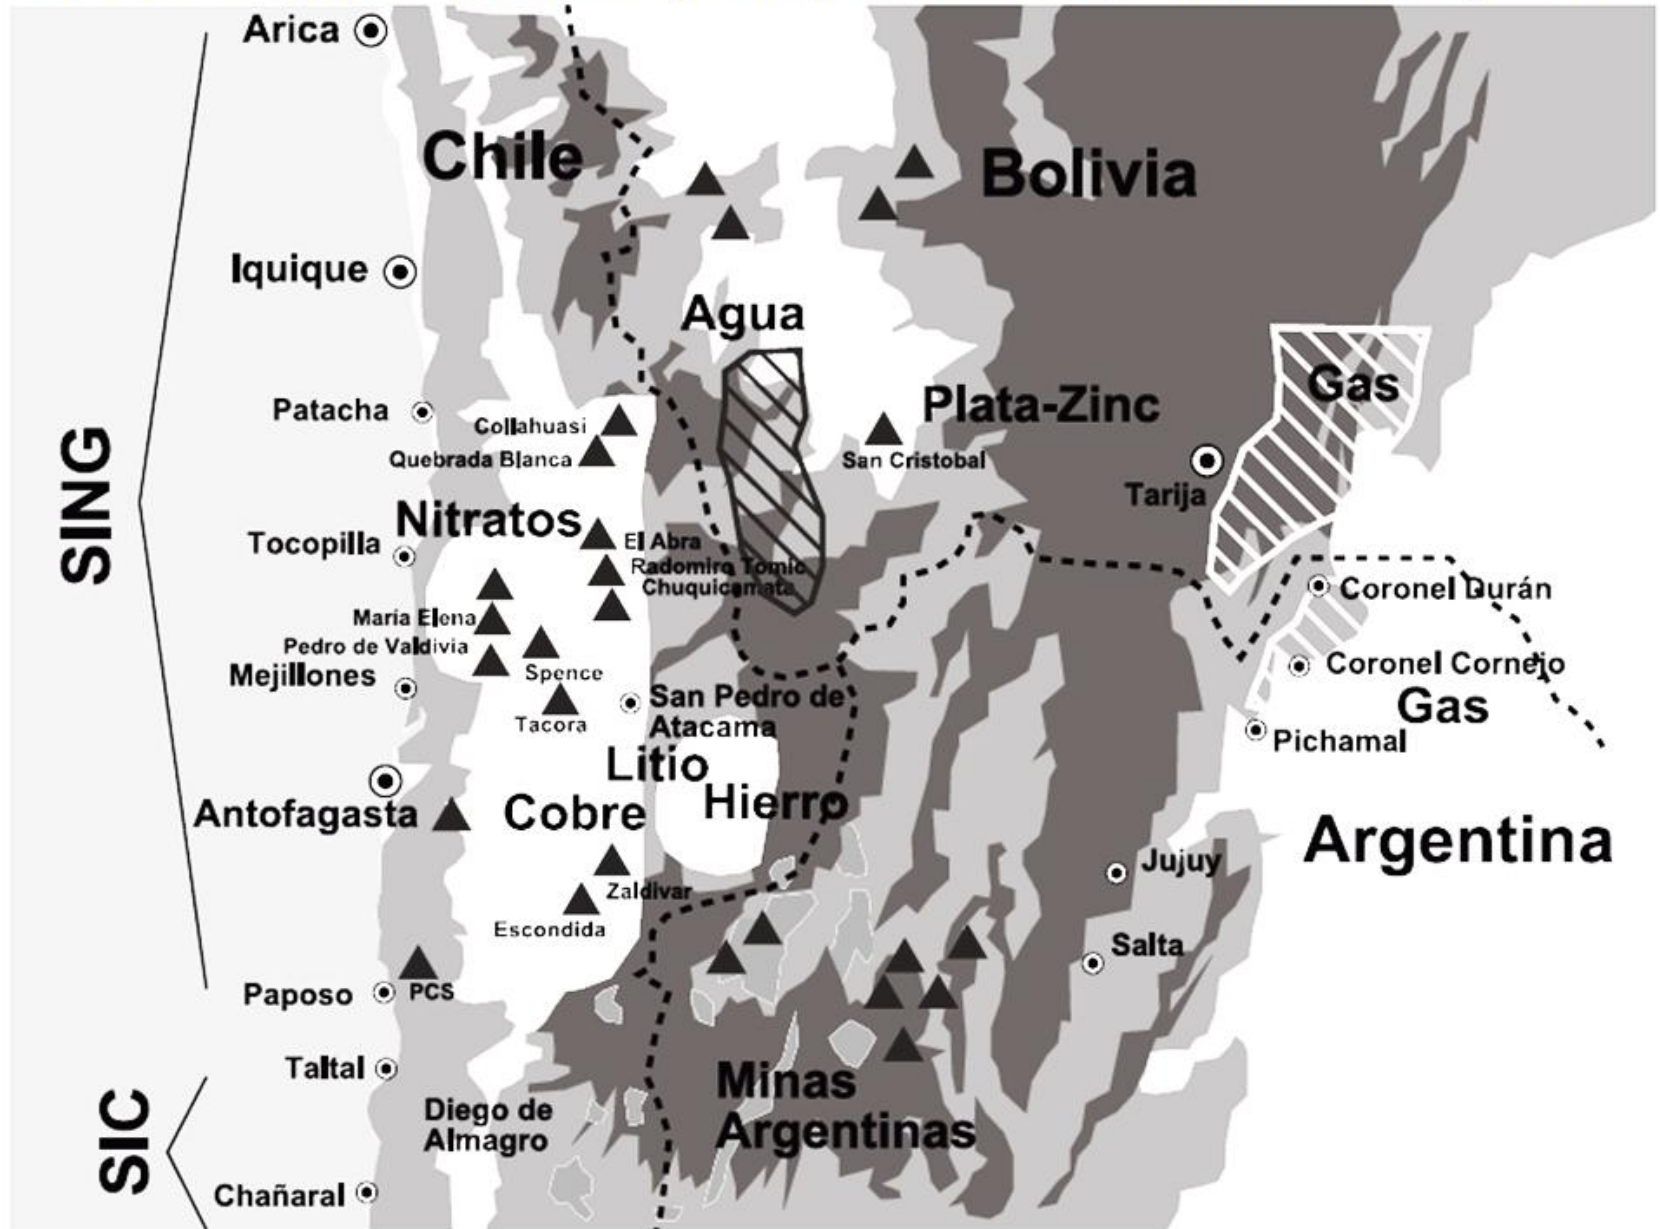 Arica
Chile
Bolivia
Iquique
Agua
Gas
Patacha
Collahuasi
Plata-Zinc
Quebrada Blanca
San Cristobal
Tarija
SING
Nitratos
Tocopilla
El Abra
Radomiro Tomic
Chuquicamata
Coronel Durán
María Elena
Pedro de Valdivia
Mejillones
Spence
Coronel Cornejo
San Pedro de
Atacama
Gas
Tacora
Pichamal
Litio
Hierro
Antofagasta
Cobre
Argentina
Jujuy
Zaldivar
Escondida
Salta
Paposo
PCS
Taltal
Minas
Argentinas
SIC
Diego de
Almagro
Chañaral